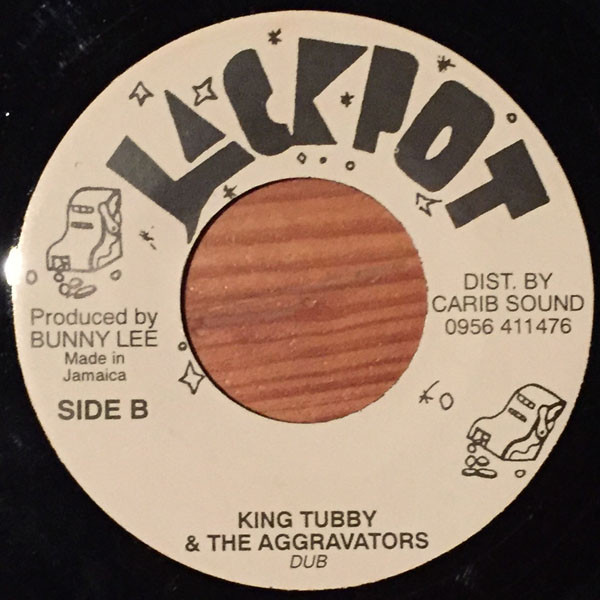 JACKPOT
Produced by
BUNNY LEE
Made in
Jamaica
SIDE B
DIST. BY
CARIB SOUND
0956 411476
KING TUBBY
& THE AGGRAVATORS
DUB